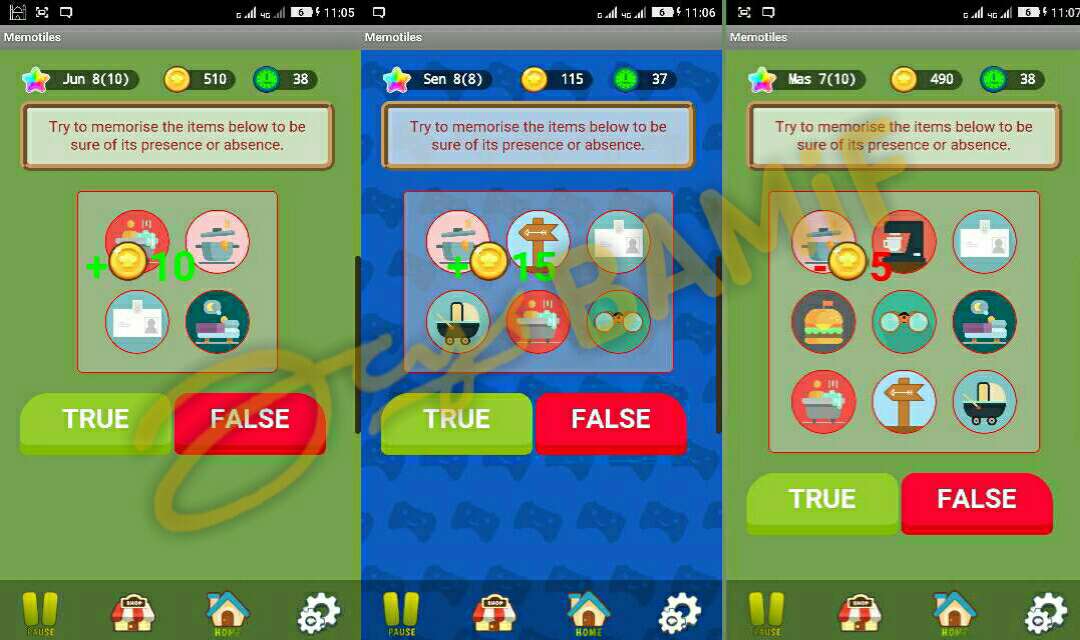 G 4G 6 11:05
Memotiles
Jun 8(10) 510 38
Try to memorise the items below to be
sure of its presence or absence.
+10
TRUE FALSE
PAUSE SHOP HOME
G 4G 6 11:06
Memotiles
Sen 8(8) 115 37
Try to memorise the items below to be
sure of its presence or absence.
+15
TRUE FALSE
PAUSE SHOP HOME
G 4G 6 11:07
Memotiles
Mas 7(10) 490 38
Try to memorise the items below to be
sure of its presence or absence.
-5
TRUE FALSE
PAUSE SHOP HOME
BAMiF